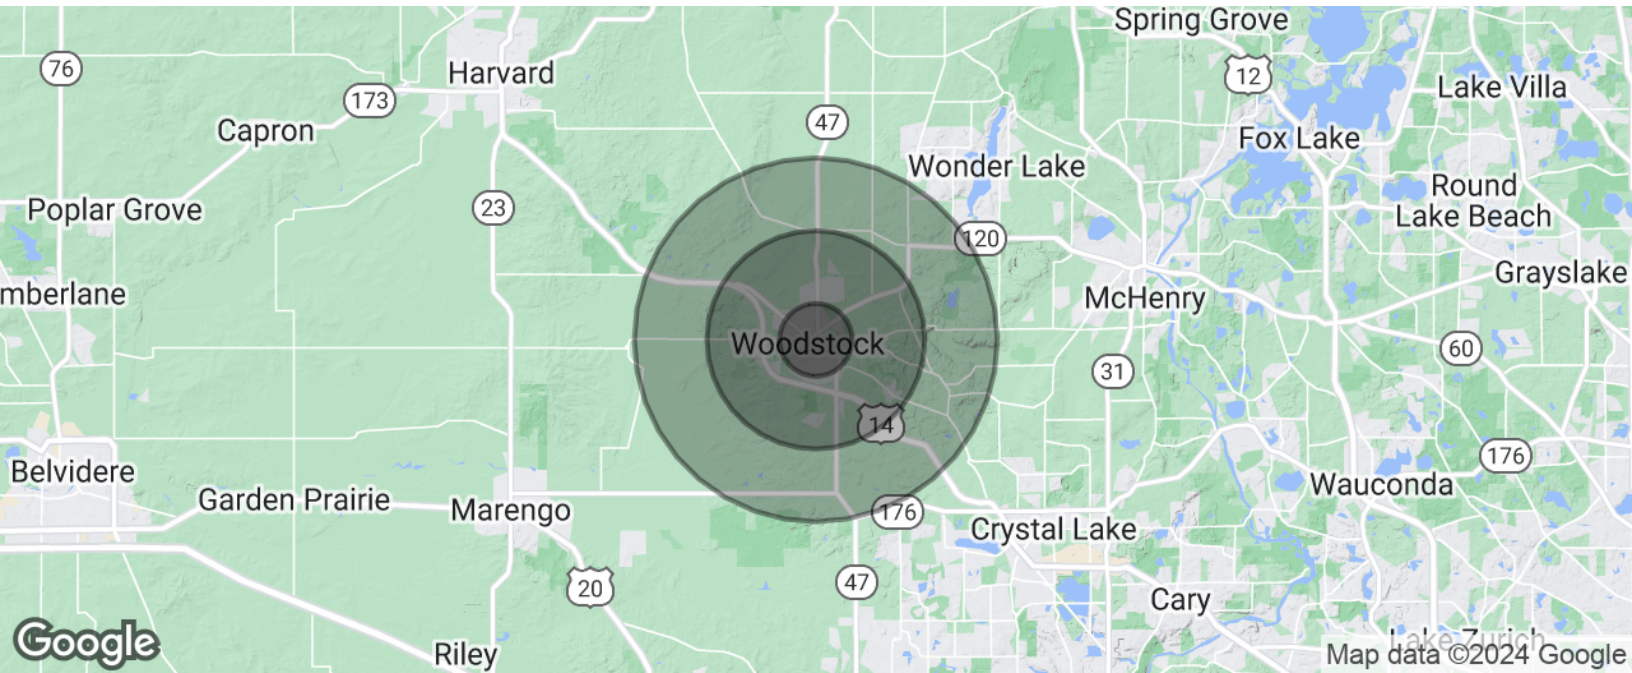 Spring Grove
76
12
Harvard
Lake Villa
173
47
Capron
Fox Lake
Wonder Lake
Round
Lake Beach
Poplar Grove
23
120
Grayslake
mberlane
McHenry
Woodstock
60
31
14
176
Belvidere
Wauconda
Garden Prairie
Marengo
176
Crystal Lake
20
47
Cary
Google
Lake Zurich
Riley
Map data ©2024 Google